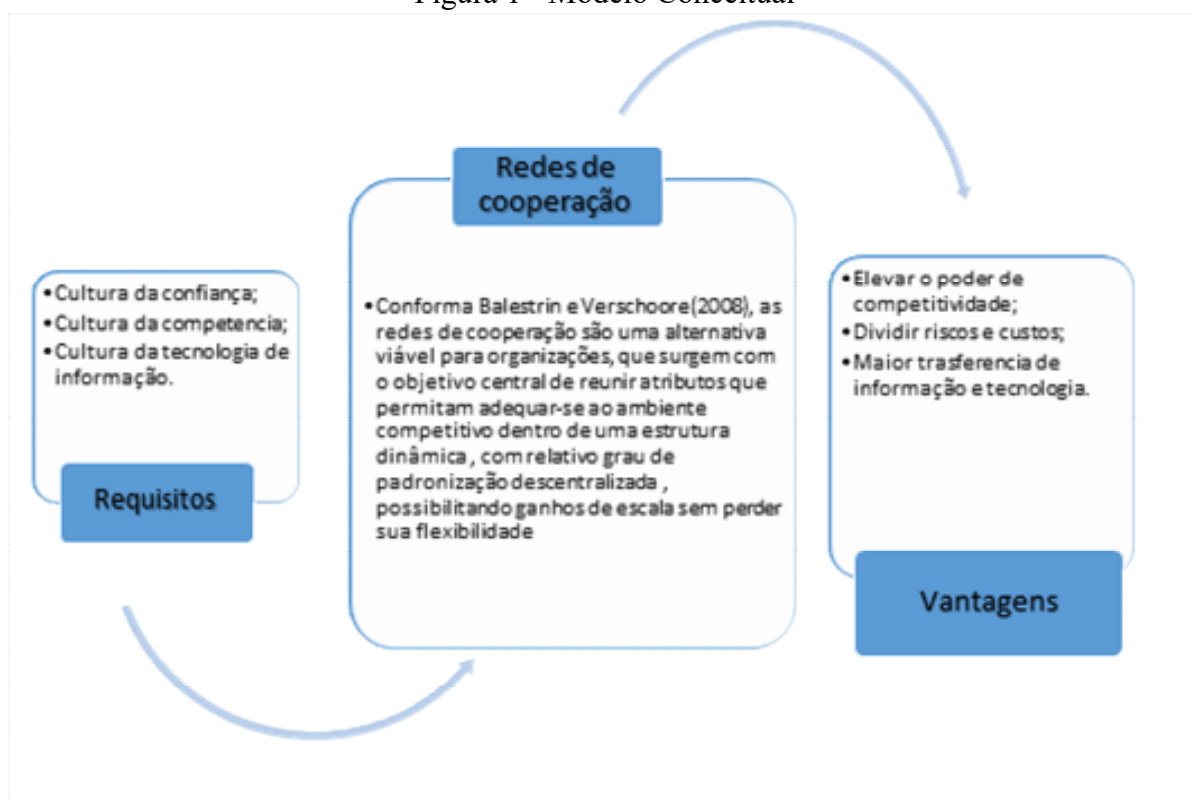 Figura 1 - Modelo Conceitual
Redes de
cooperação
•Cultura da confiança;
•Cultura da competencia;
•Cultura da tecnologia de
informação.
Requisitos
•Conforma Balestrin e Verschoore(2008), as
redes de cooperação são uma alternativa
viável para organizações, que surgem com
o objetivo central de reunir atributos que
permitam adequar-se ao ambiente
competitivo dentro de uma estrutura
dinâmica , com relativo grau de
padronização descentralizada ,
possibilitando ganhos de escala sem perder
sua flexibilidade
•Elevar o poder de
competitividade;
•Dividir riscos e custos;
•Maior trasferencia de
informação e tecnologia.
Vantagens